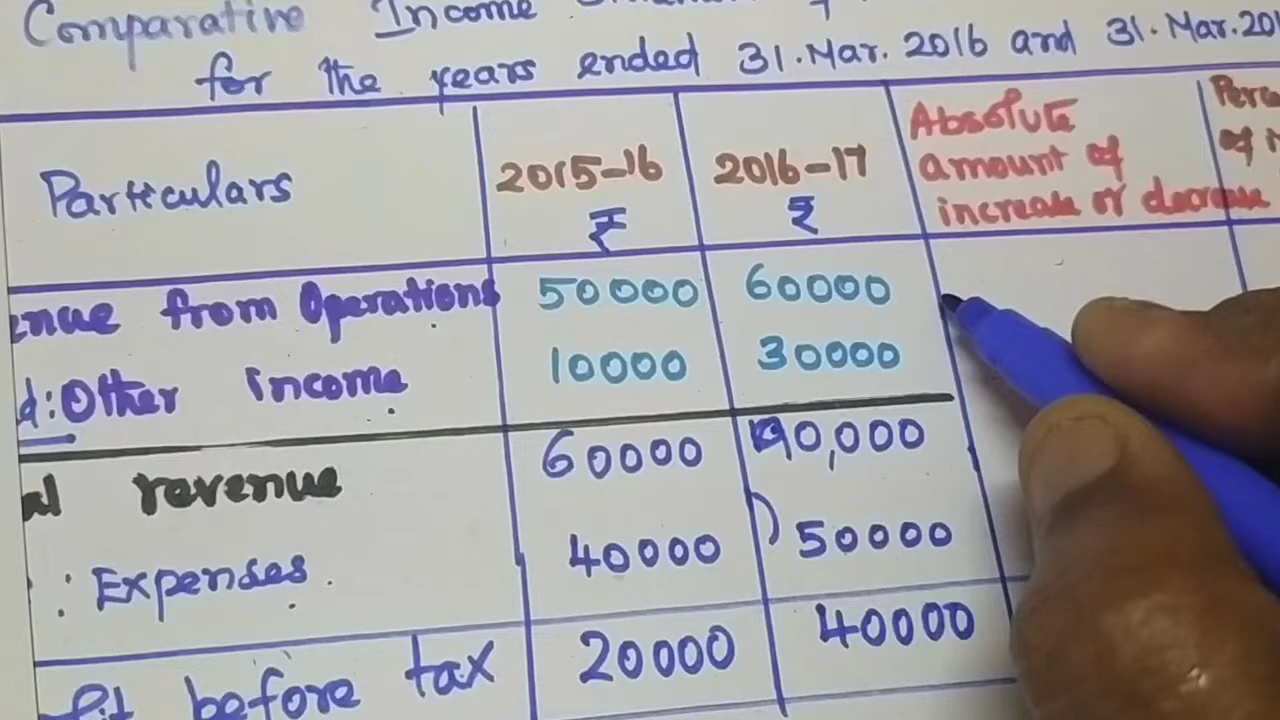 Comparative Income
for the years ended 31.Mar.2016 and 31.Mar.201
Particulars 2015-16 ₹ 2016-17 ₹ Absolute amount of increase or decrease
enue from Operations 50000 60000
d: Other income 10000 30000
al revenue 60000 90,000
: Expenses 40000 50000
fit before tax 20000 40000